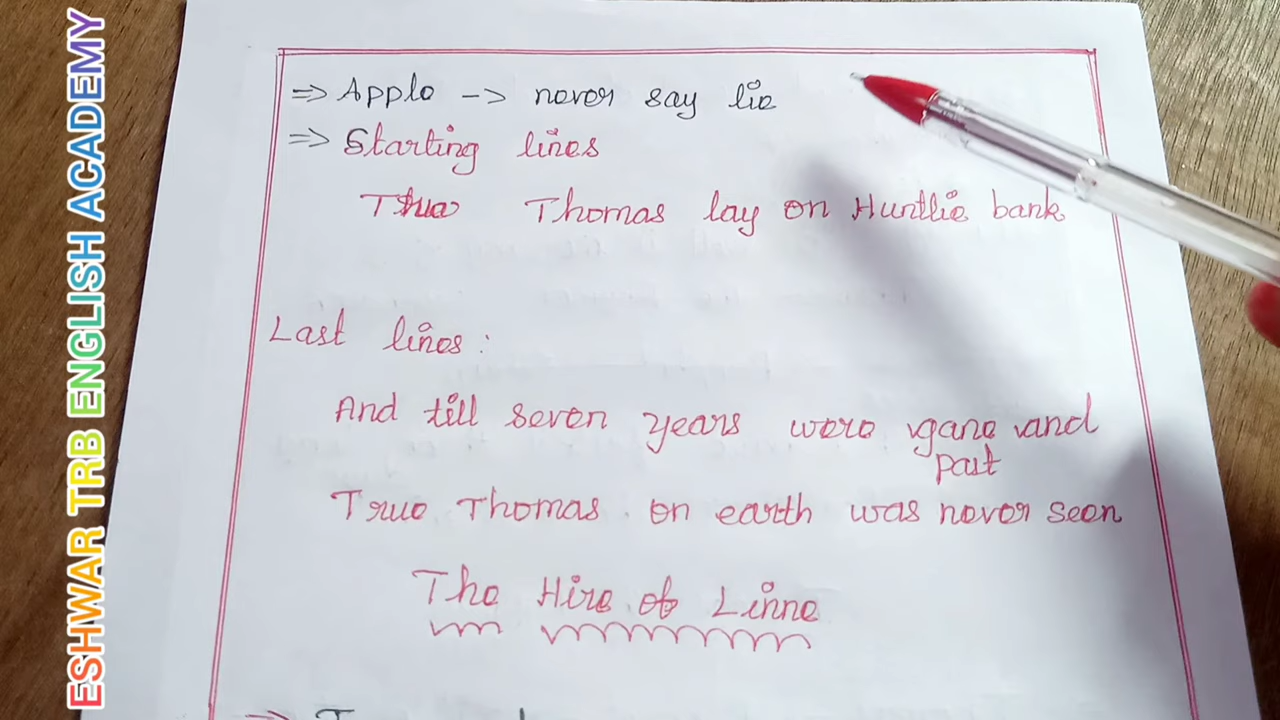 ESHWAR TRB ENGLISH ACADEMY
=> Apple -> never say lie
=> Starting lines
True Thomas lay on Huntlie bank
Last lines :
And till seven years were gane and
past
True Thomas on earth was never seen
The Hire of Linne